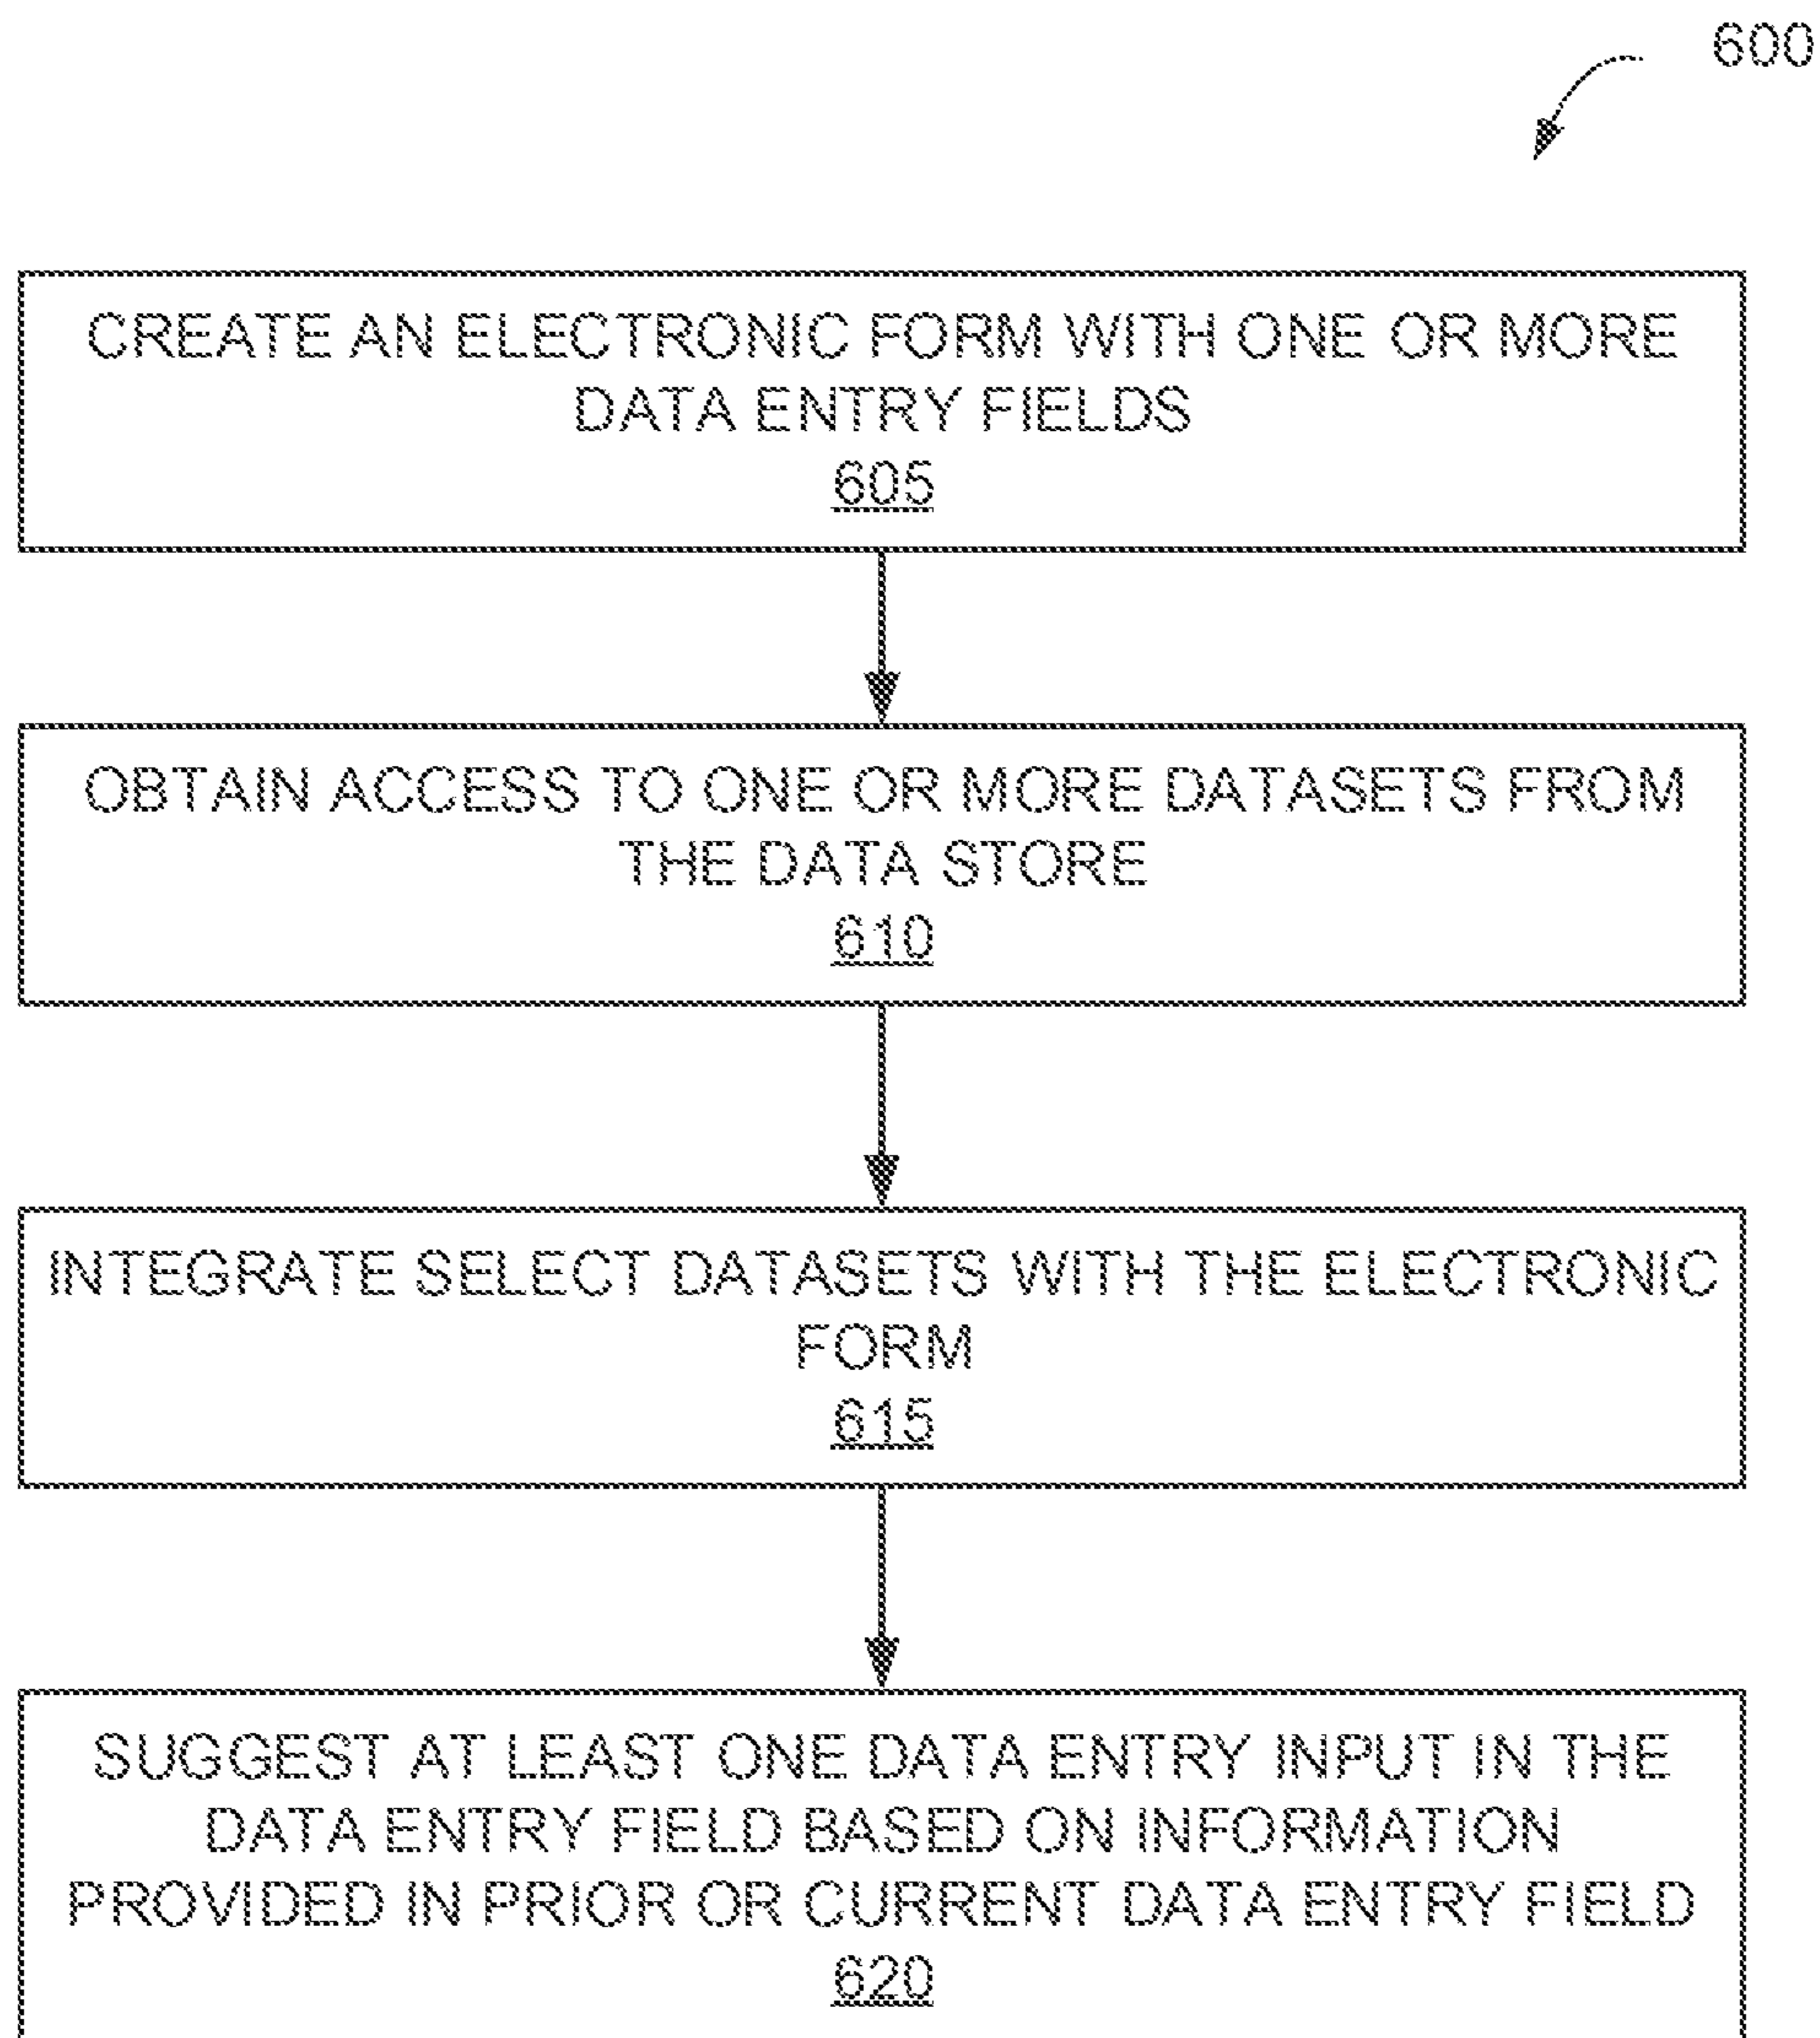 600
CREATE AN ELECTRONIC FORM WITH ONE OR MORE
DATA ENTRY FIELDS
605
OBTAIN ACCESS TO ONE OR MORE DATASETS FROM
THE DATA STORE
610
INTEGRATE SELECT DATASETS WITH THE ELECTRONIC
FORM
615
SUGGEST AT LEAST ONE DATA ENTRY INPUT IN THE
DATA ENTRY FIELD BASED ON INFORMATION
PROVIDED IN PRIOR OR CURRENT DATA ENTRY FIELD
620